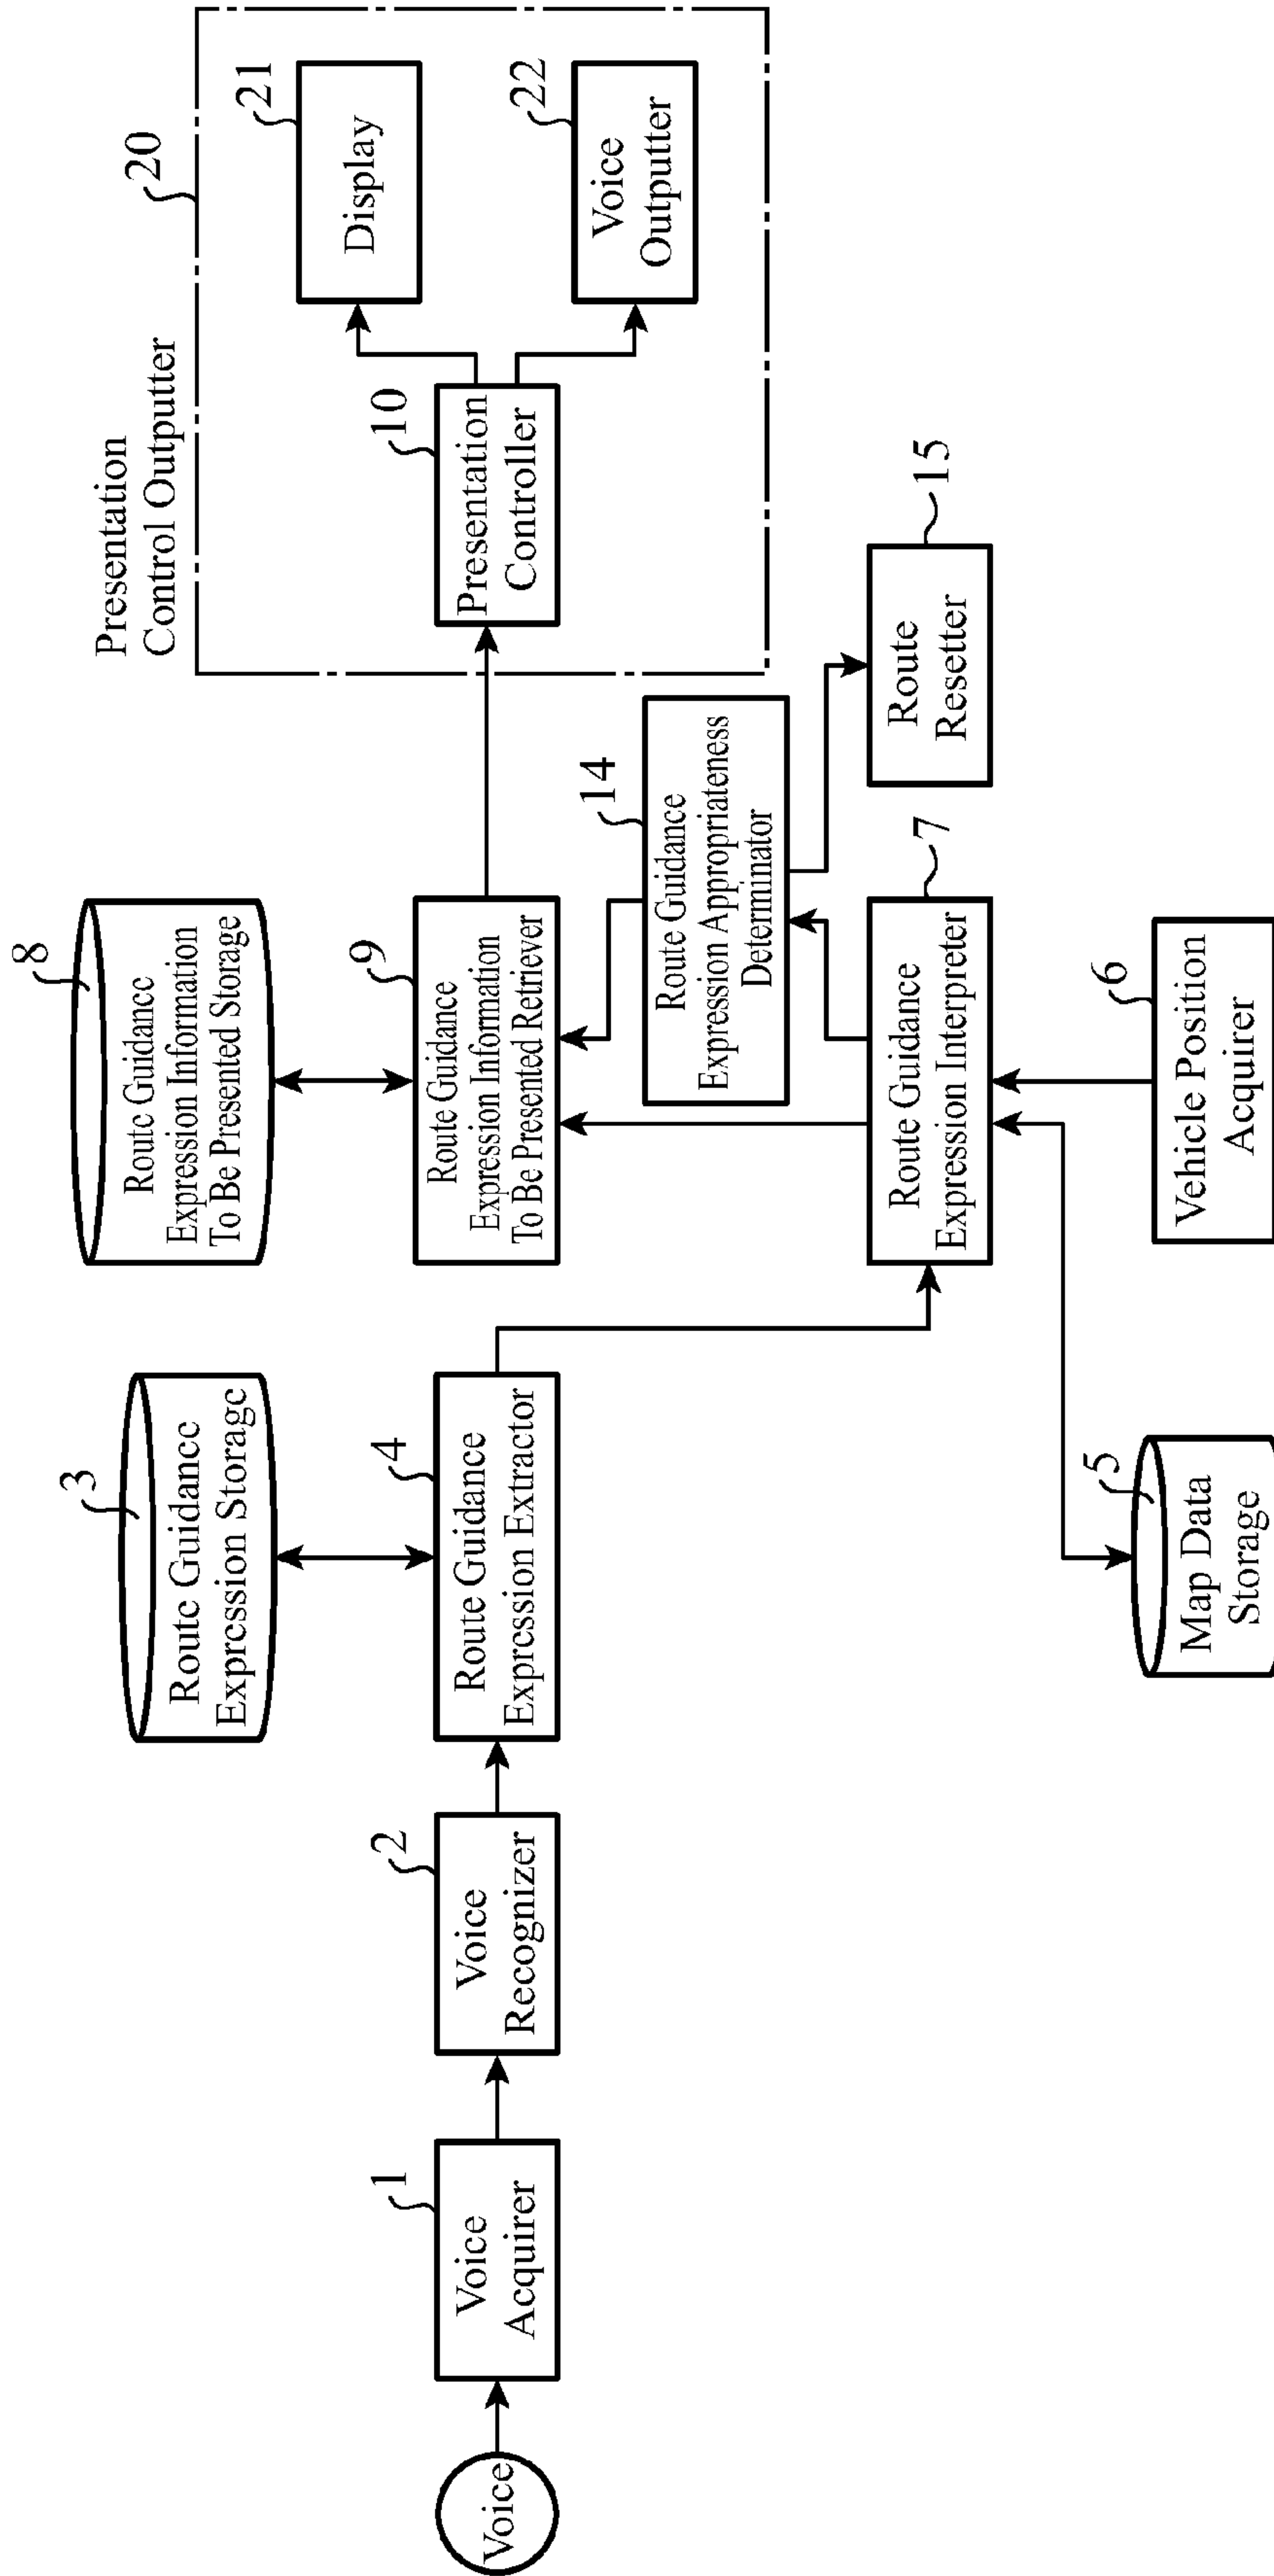 Voice
1
Voice
Acquirer
2
Voice
Recognizer
3
Route Guidance
Expression Storage
4
Route Guidance
Expression Extractor
5
Map Data
Storage
6
Vehicle Position
Acquirer
7
Route Guidance
Expression Interpreter
8
Route Guidance
Expression Information
To Be Presented Storage
9
Route Guidance
Expression Information
To Be Presented Retriever
14
Route Guidance
Expression Appropriateness
Determinator
15
Route
Resetter
Presentation
Control Outputter
20
10
Presentation
Controller
21
Display
22
Voice
Outputter